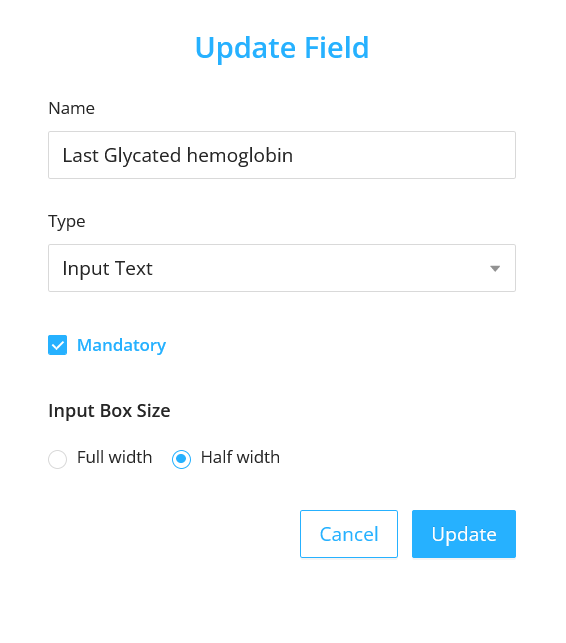 Update Field
Name
Last Glycated hemoglobin
Type
Input Text
Mandatory
Input Box Size
Full width Half width
Cancel Update